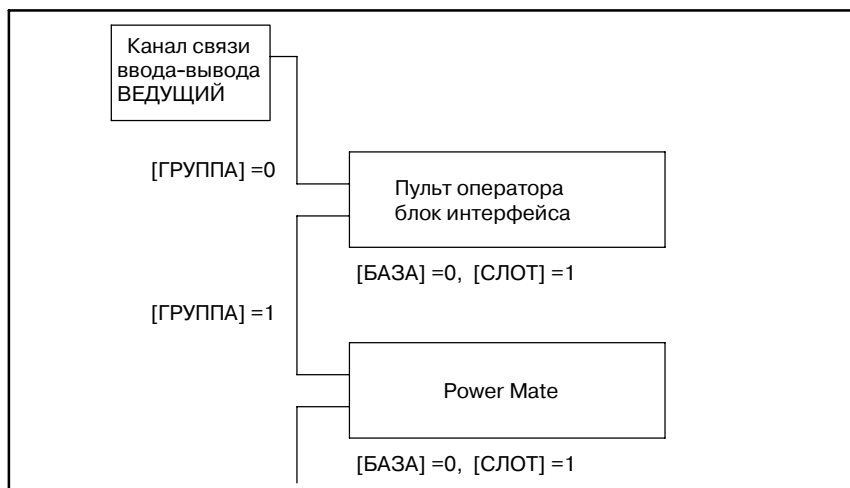 Канал связи
ввода-вывода
ВЕДУЩИЙ
[ГРУППА] =0
Пульт оператора
блок интерфейса
[БАЗА] =0, [СЛОТ] =1
[ГРУППА] =1
Power Mate
[БАЗА] =0, [СЛОТ] =1